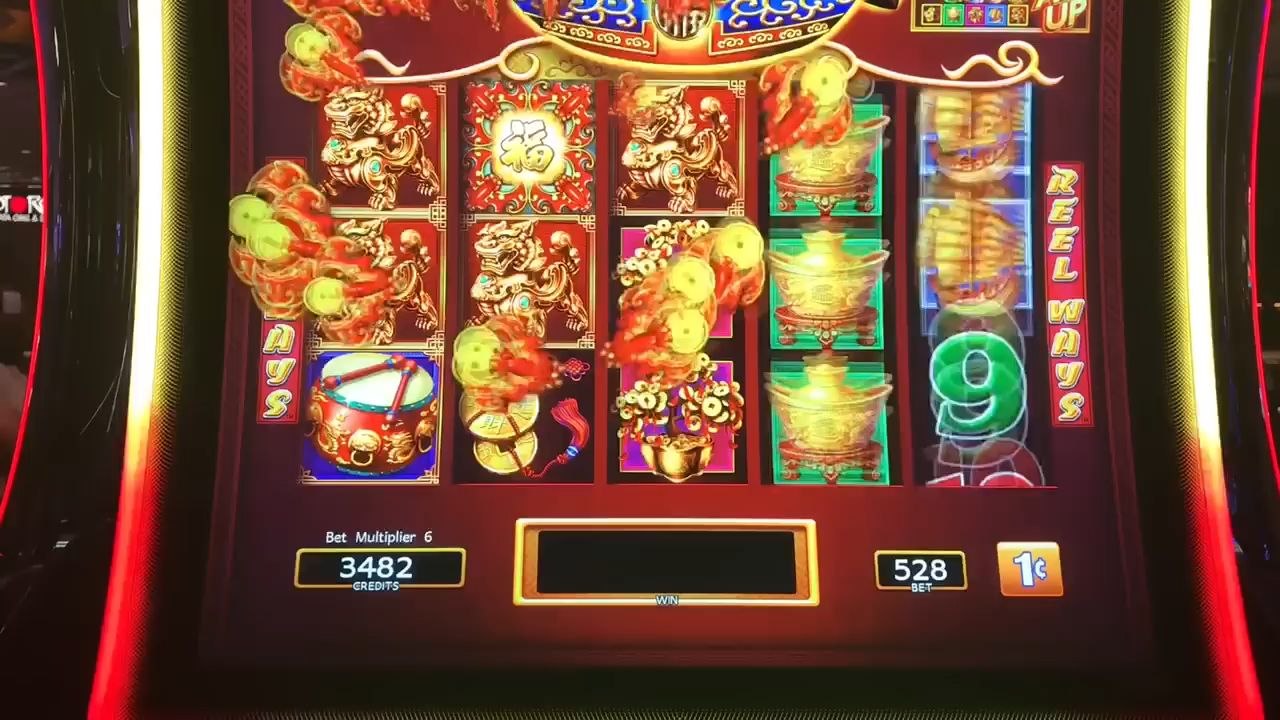 UP
福
REEL WAYS
AYS
9
Bet Multiplier 6
3482
CREDITS
WIN
528
BET
1¢